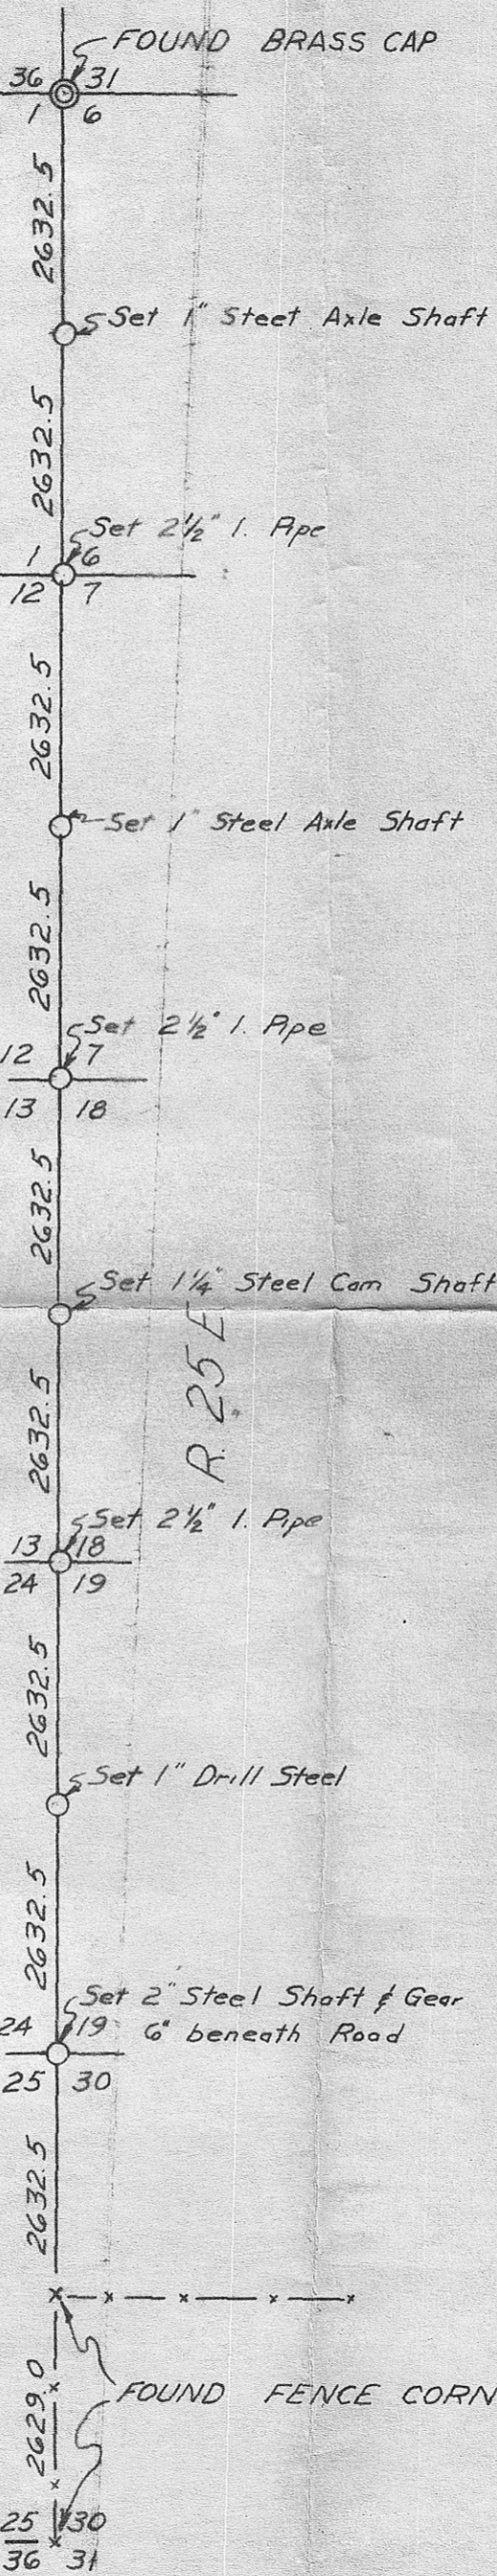 FOUND BRASS CAP
36 31
1 6
2632.5
Set 1" Steet Axle Shaft
2632.5
Set 2½" I. Pipe
1 6
12 7
2632.5
Set 1" Steel Axle Shaft
2632.5
Set 2½" I. Pipe
12 7
13 18
2632.5
Set 1¼" Steel Cam Shaft
R. 25 E
2632.5
Set 2½" I. Pipe
13 18
24 19
2632.5
Set 1" Drill Steel
2632.5
Set 2" Steel Shaft & Gear
24 19 6" beneath Road
25 30
2632.5
2629.0
FOUND FENCE CORN
25 30
36 31